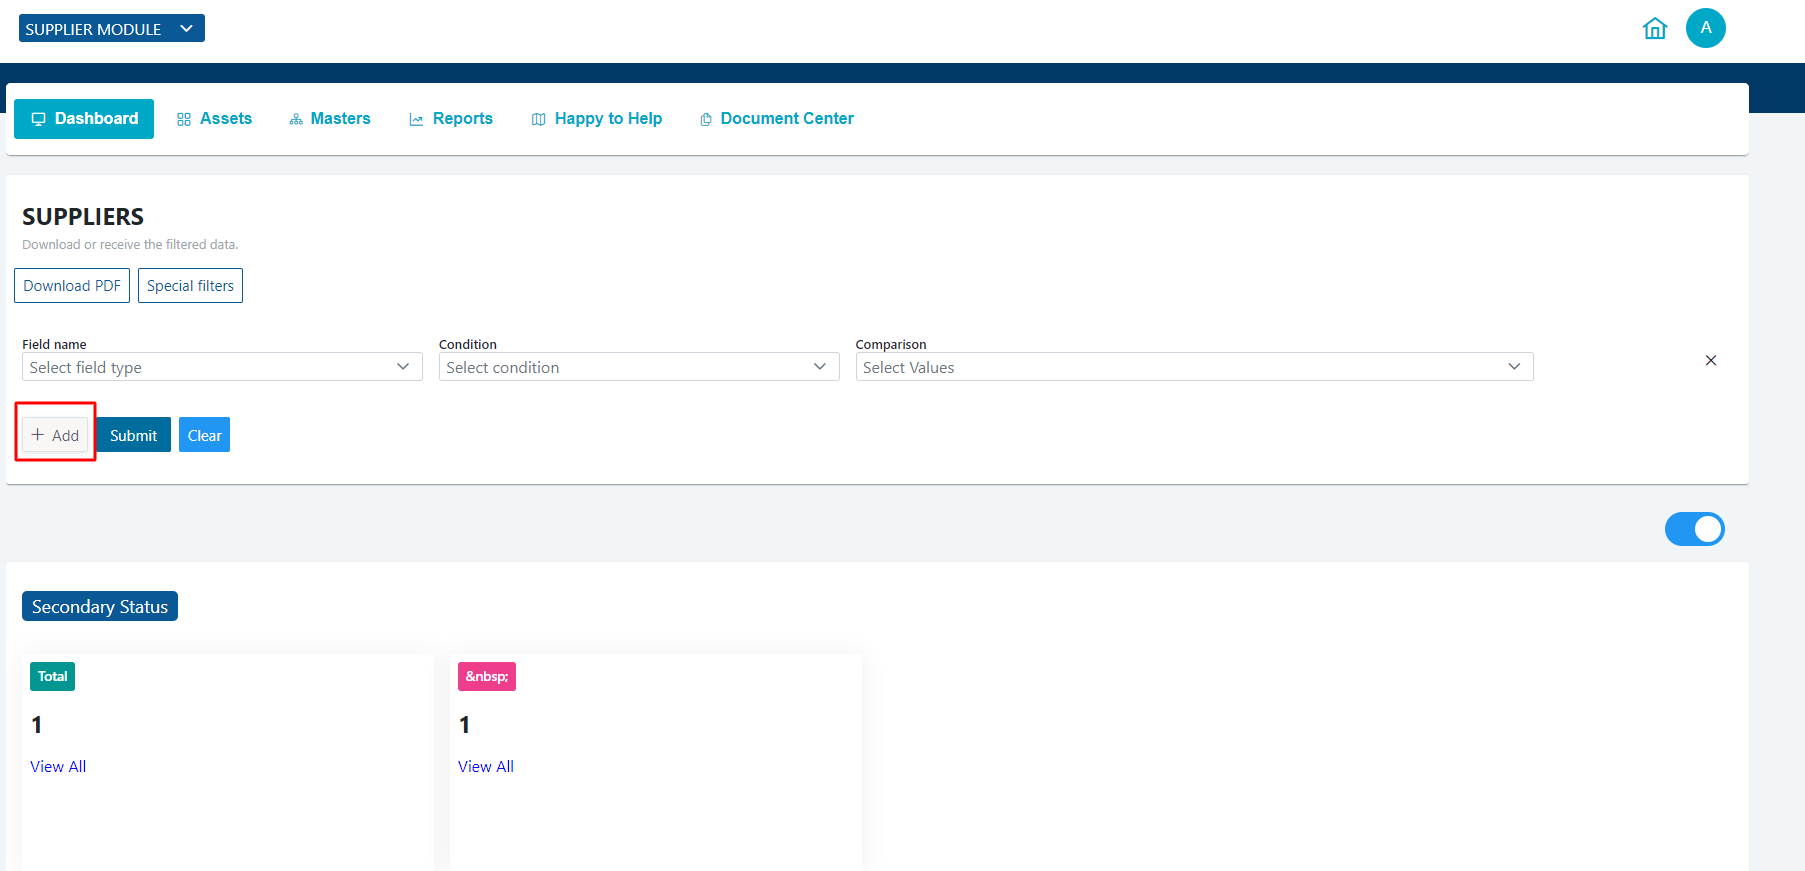 SUPPLIER MODULE
A
Dashboard
Assets
Masters
Reports
Happy to Help
Document Center
SUPPLIERS
Download or receive the filtered data.
Download PDF
Special filters
Field name
Condition
Comparison
Select field type
Select condition
Select Values
+ Add
Submit
Clear
Secondary Status
Total
&nbsp;
1
1
View All
View All